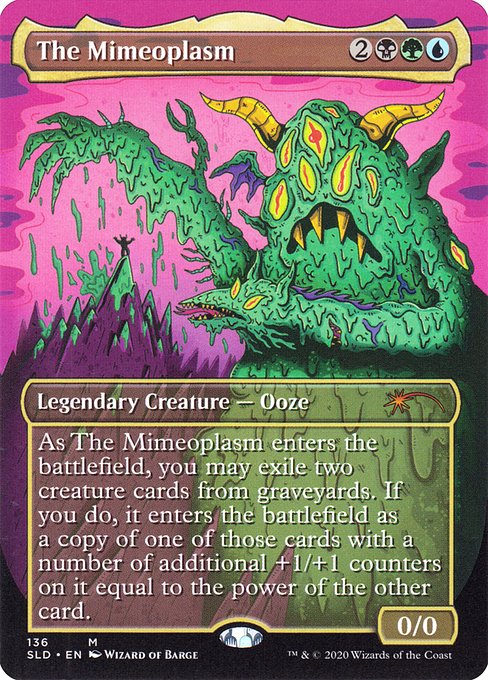 The Mimeoplasm 2
Legendary Creature — Ooze
As The Mimeoplasm enters the
battlefield, you may exile two
creature cards from graveyards. If
you do, it enters the battlefield as
a copy of one of those cards with a
number of additional +1/+1 counters
on it equal to the power of the other
card.
0/0
136 M
SLD • EN Wizard of Barge
™ & © 2020 Wizards of the Coast